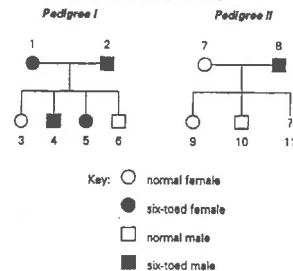 Pedigree I Pedigree II
1 2 7 8
3 4 5 6 9 10 11
?
Key: normal female
six-toed female
normal male
six-toed male